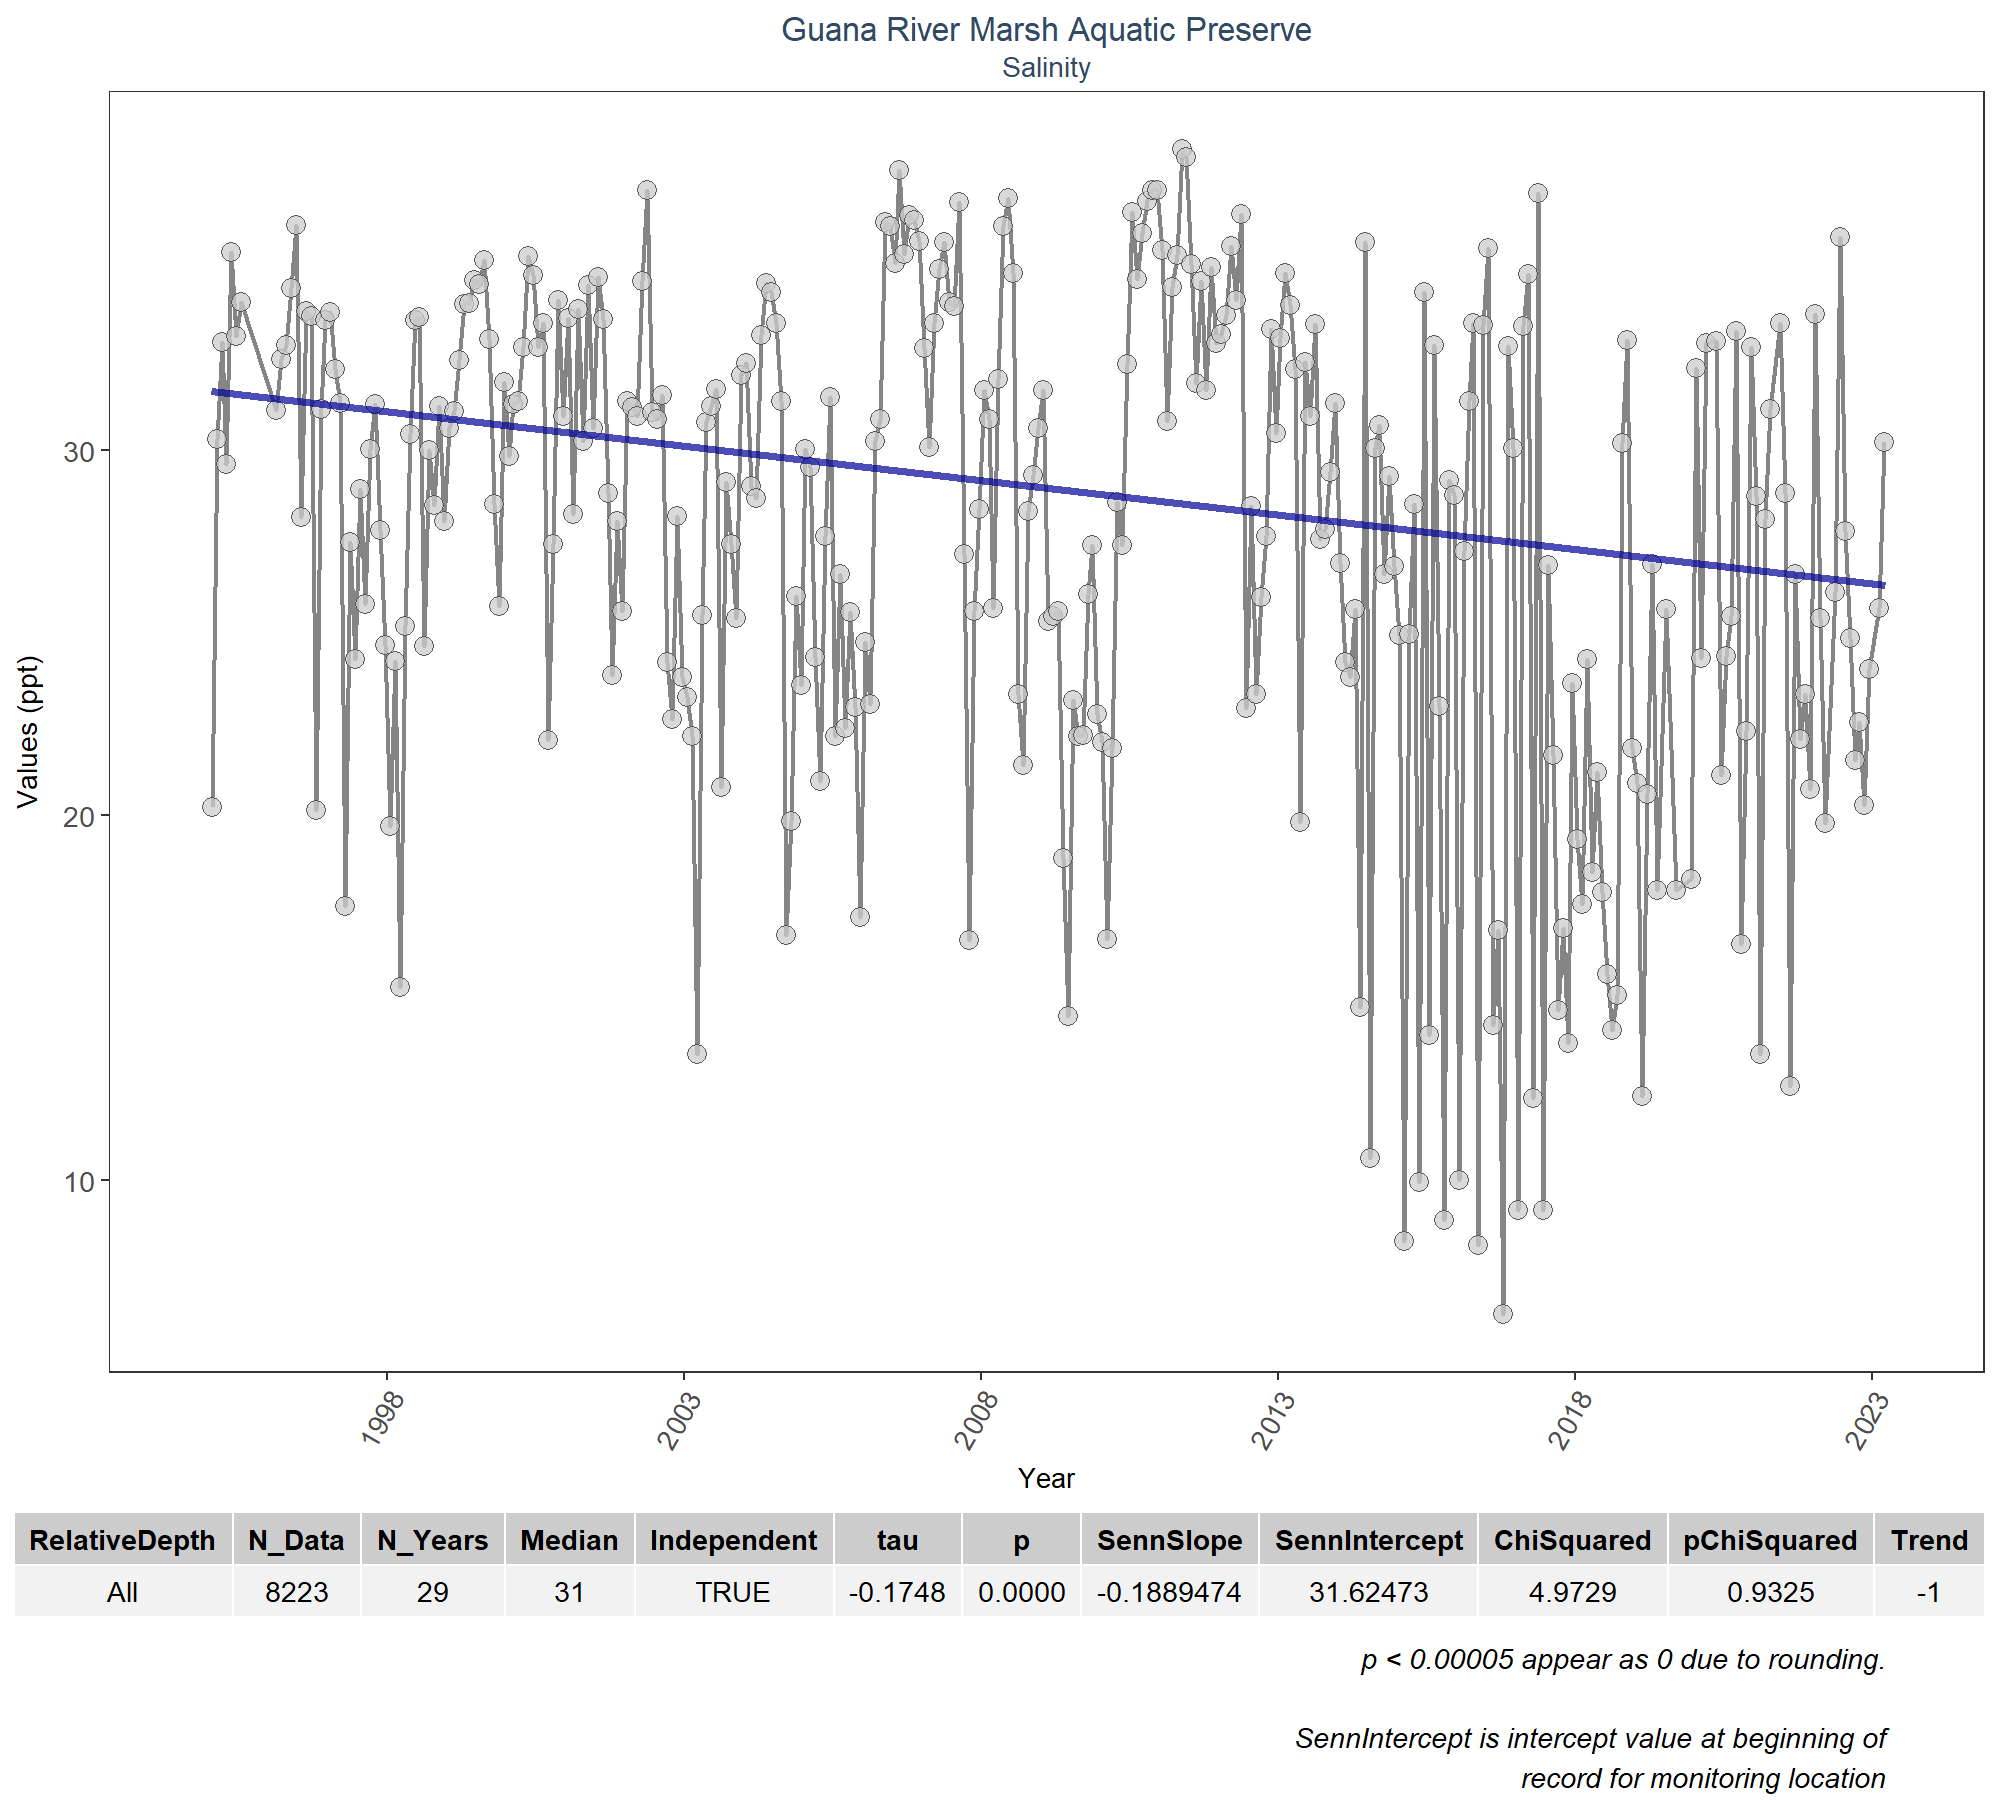 Guana River Marsh Aquatic Preserve
Salinity
Values (ppt)
30
20
10
1998 2003 2008 2013 2018 2023
Year
RelativeDepth N_Data N_Years Median Independent tau p SennSlope SennIntercept ChiSquared pChiSquared Trend
All 8223 29 31 TRUE -0.1748 0.0000 -0.1889474 31.62473 4.9729 0.9325 -1
p < 0.00005 appear as 0 due to rounding.
SennIntercept is intercept value at beginning of
record for monitoring location